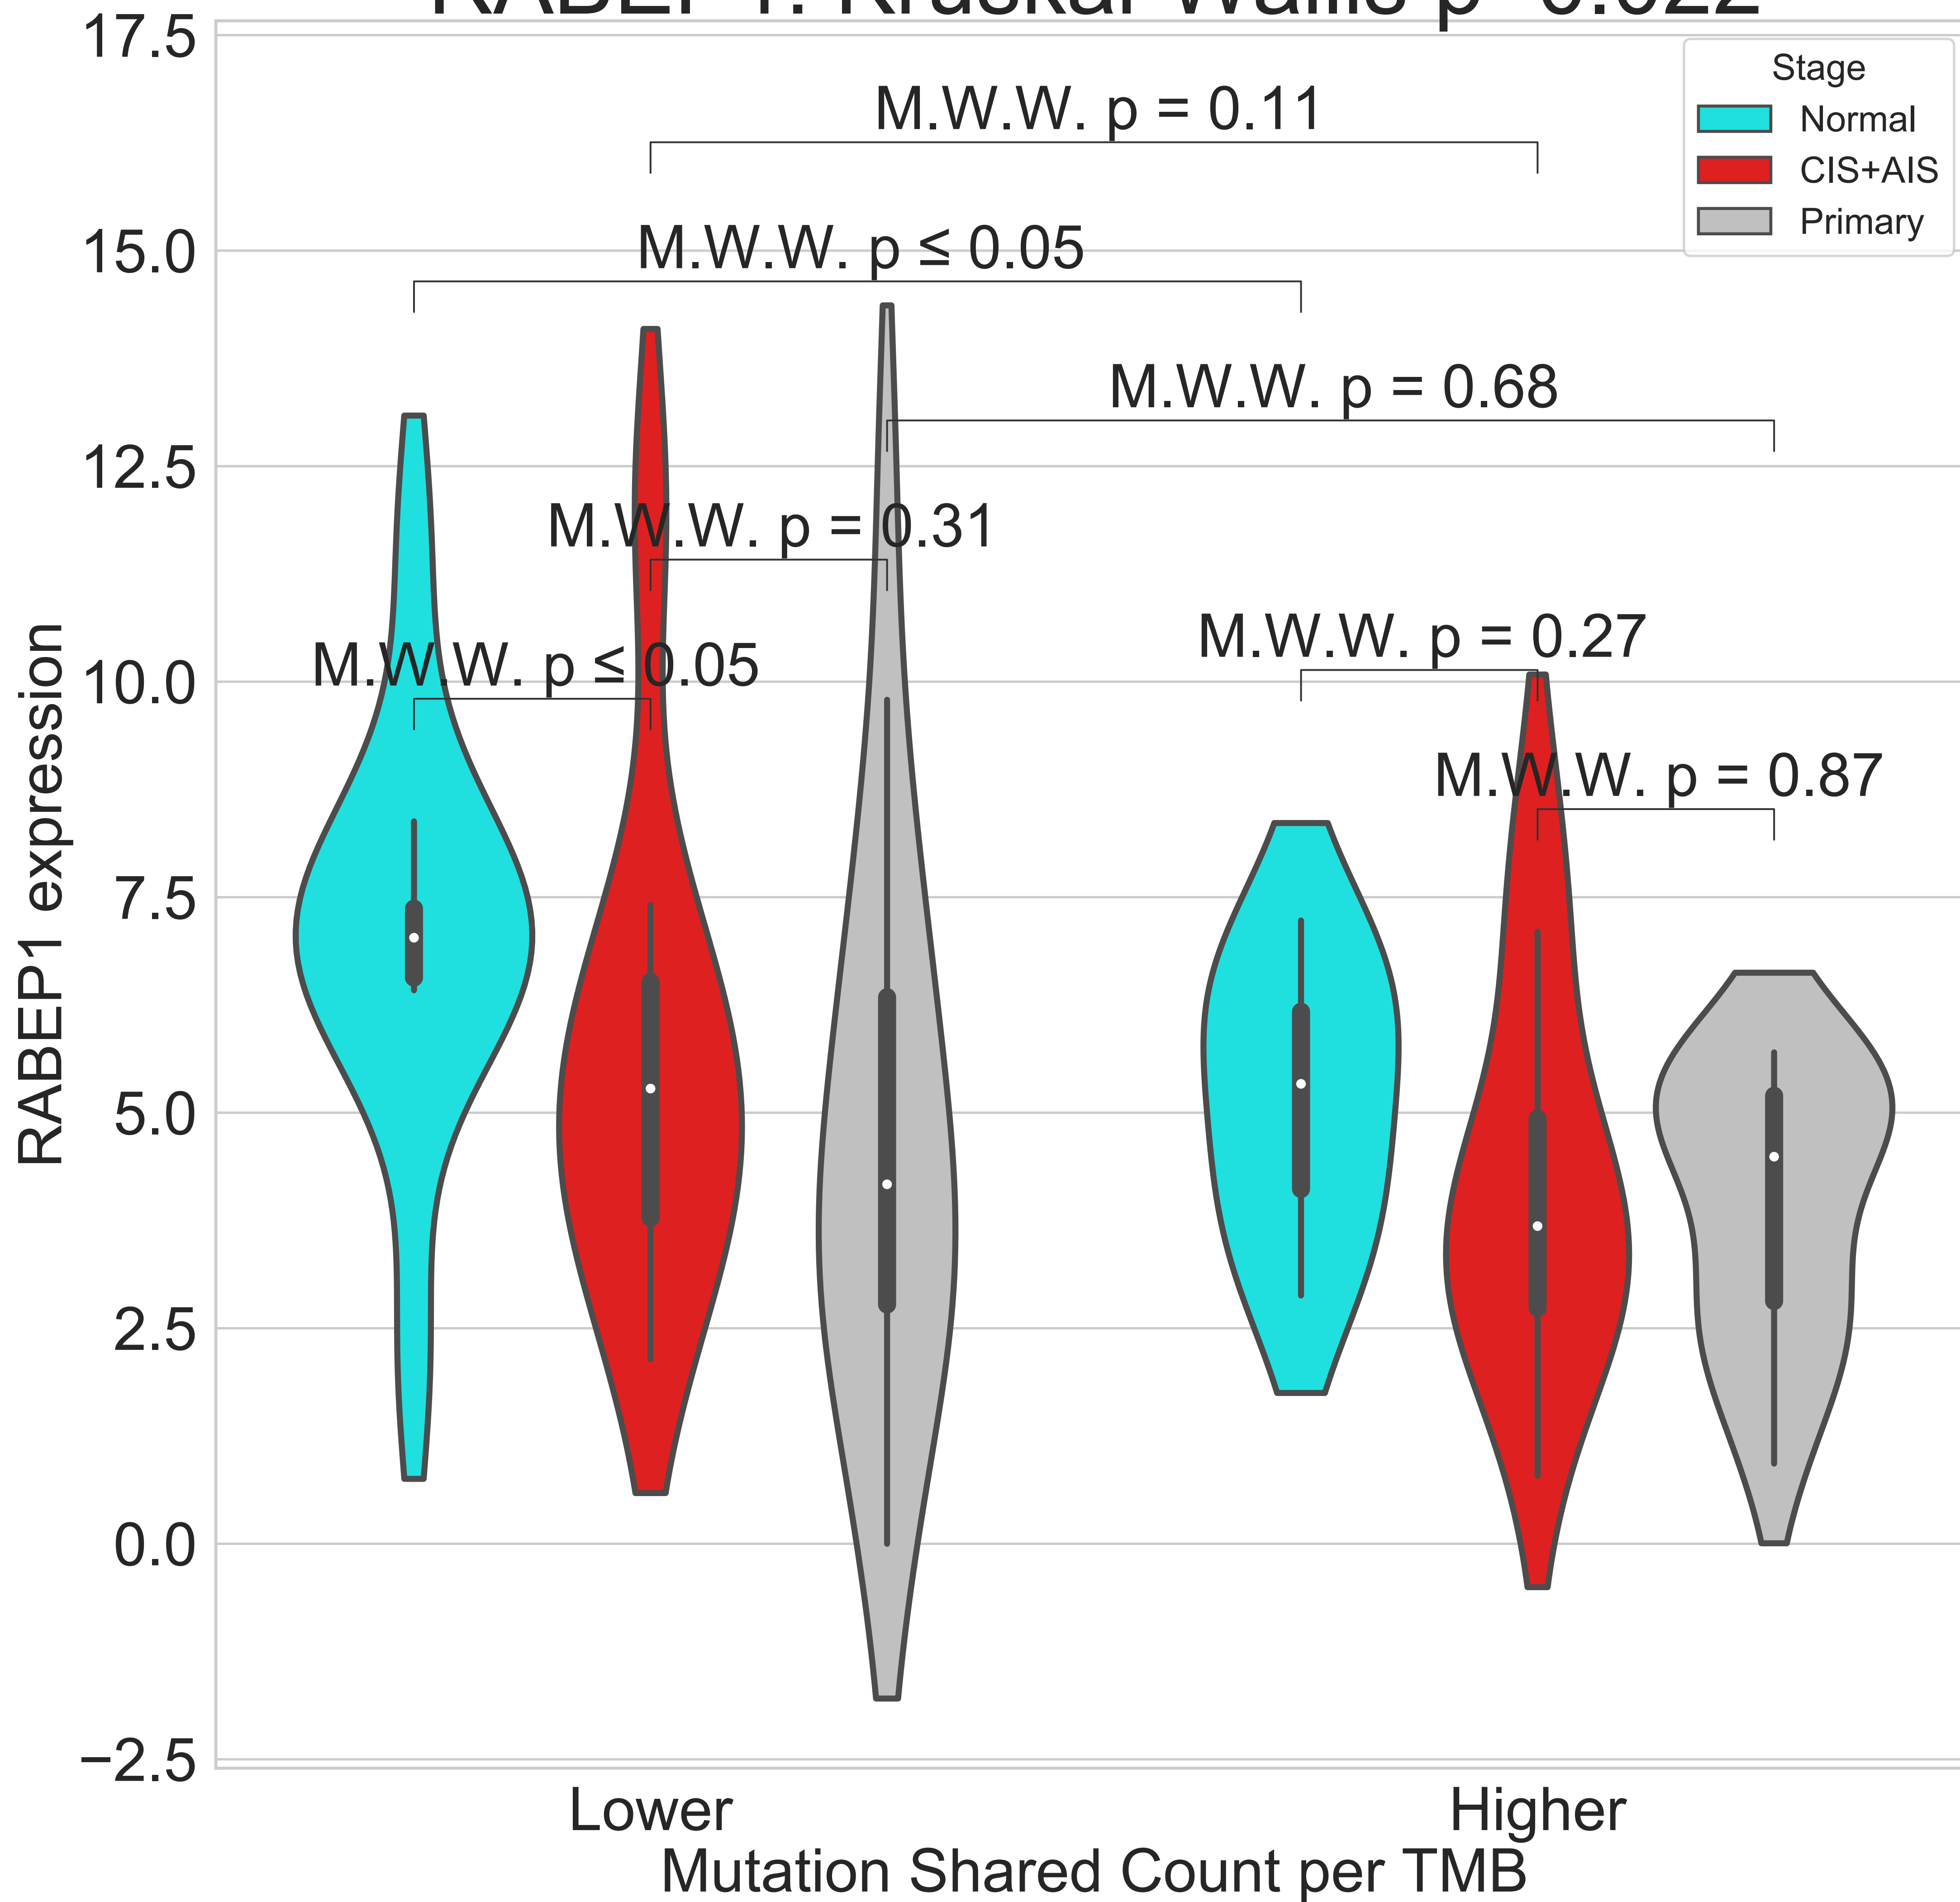 17.5
15.0
12.5
10.0
7.5
5.0
2.5
0.0
−2.5
RABEP1 expression
Stage
Normal
CIS+AIS
Primary
M.W.W. p = 0.11
M.W.W. p ≤ 0.05
M.W.W. p = 0.68
M.W.W. p = 0.31
M.W.W. p ≤ 0.05
M.W.W. p = 0.27
M.W.W. p = 0.87
Lower
Higher
Mutation Shared Count per TMB